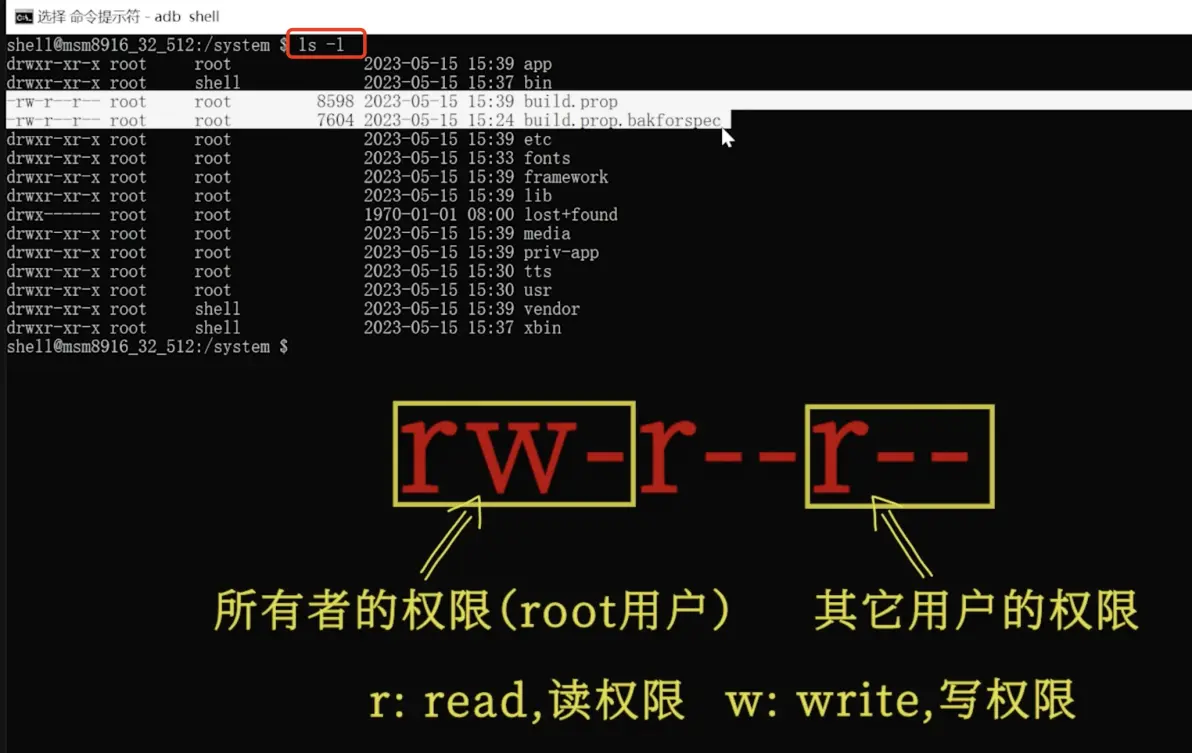 选择 命令提示符 - adb shell
shell@msm8916_32_512:/system $ ls -l
drwxr-xr-x root root 2023-05-15 15:39 app
drwxr-xr-x root shell 2023-05-15 15:37 bin
-rw-r--r-- root root 8598 2023-05-15 15:39 build.prop
-rw-r--r-- root root 7604 2023-05-15 15:24 build.prop.bakforspec
drwxr-xr-x root root 2023-05-15 15:39 etc
drwxr-xr-x root root 2023-05-15 15:33 fonts
drwxr-xr-x root root 2023-05-15 15:39 framework
drwxr-xr-x root root 2023-05-15 15:39 lib
drwx------ root root 1970-01-01 08:00 lost+found
drwxr-xr-x root root 2023-05-15 15:39 media
drwxr-xr-x root root 2023-05-15 15:39 priv-app
drwxr-xr-x root root 2023-05-15 15:30 tts
drwxr-xr-x root root 2023-05-15 15:30 usr
drwxr-xr-x root shell 2023-05-15 15:39 vendor
drwxr-xr-x root shell 2023-05-15 15:37 xbin
shell@msm8916_32_512:/system $
rw-r--r--
所有者的权限(root用户) 其它用户的权限
r: read,读权限 w: write,写权限